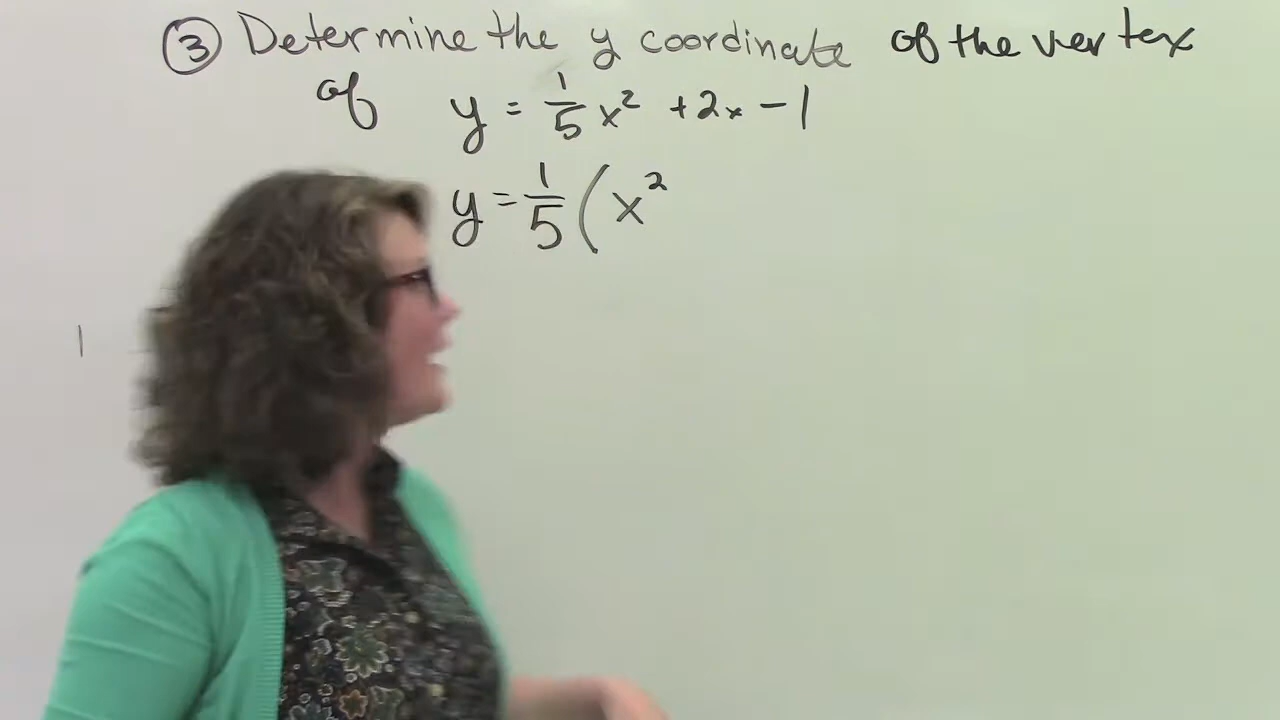 ③ Determine the y coordinate of the vertex
of y = 1/5 x² + 2x - 1
y = 1/5 ( x²